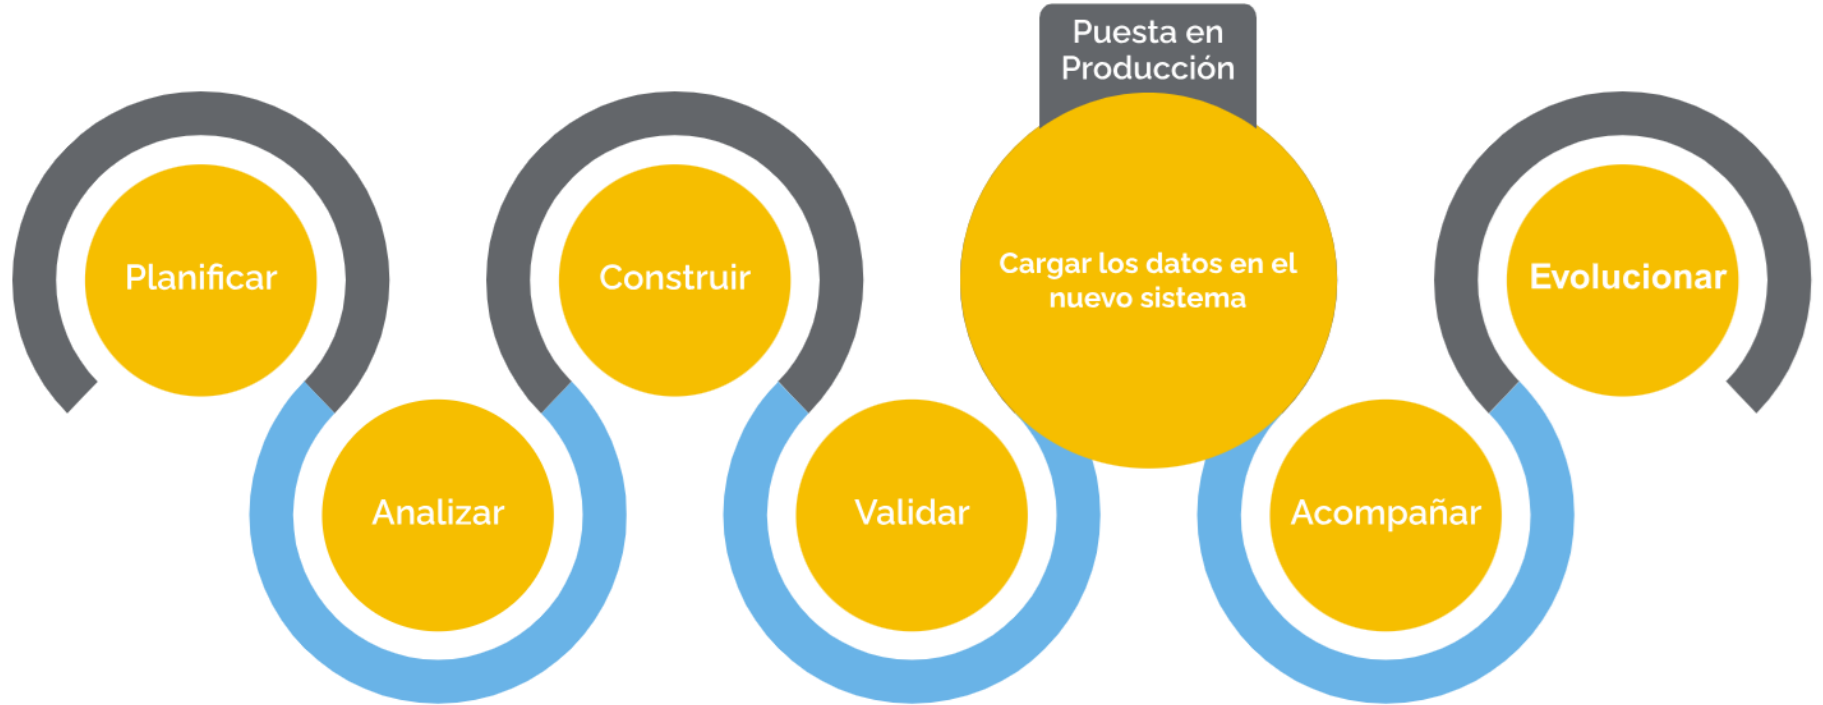 Planificar
Analizar
Construir
Validar
Puesta en
Producción
Cargar los datos en el
nuevo sistema
Acompañar
Evolucionar